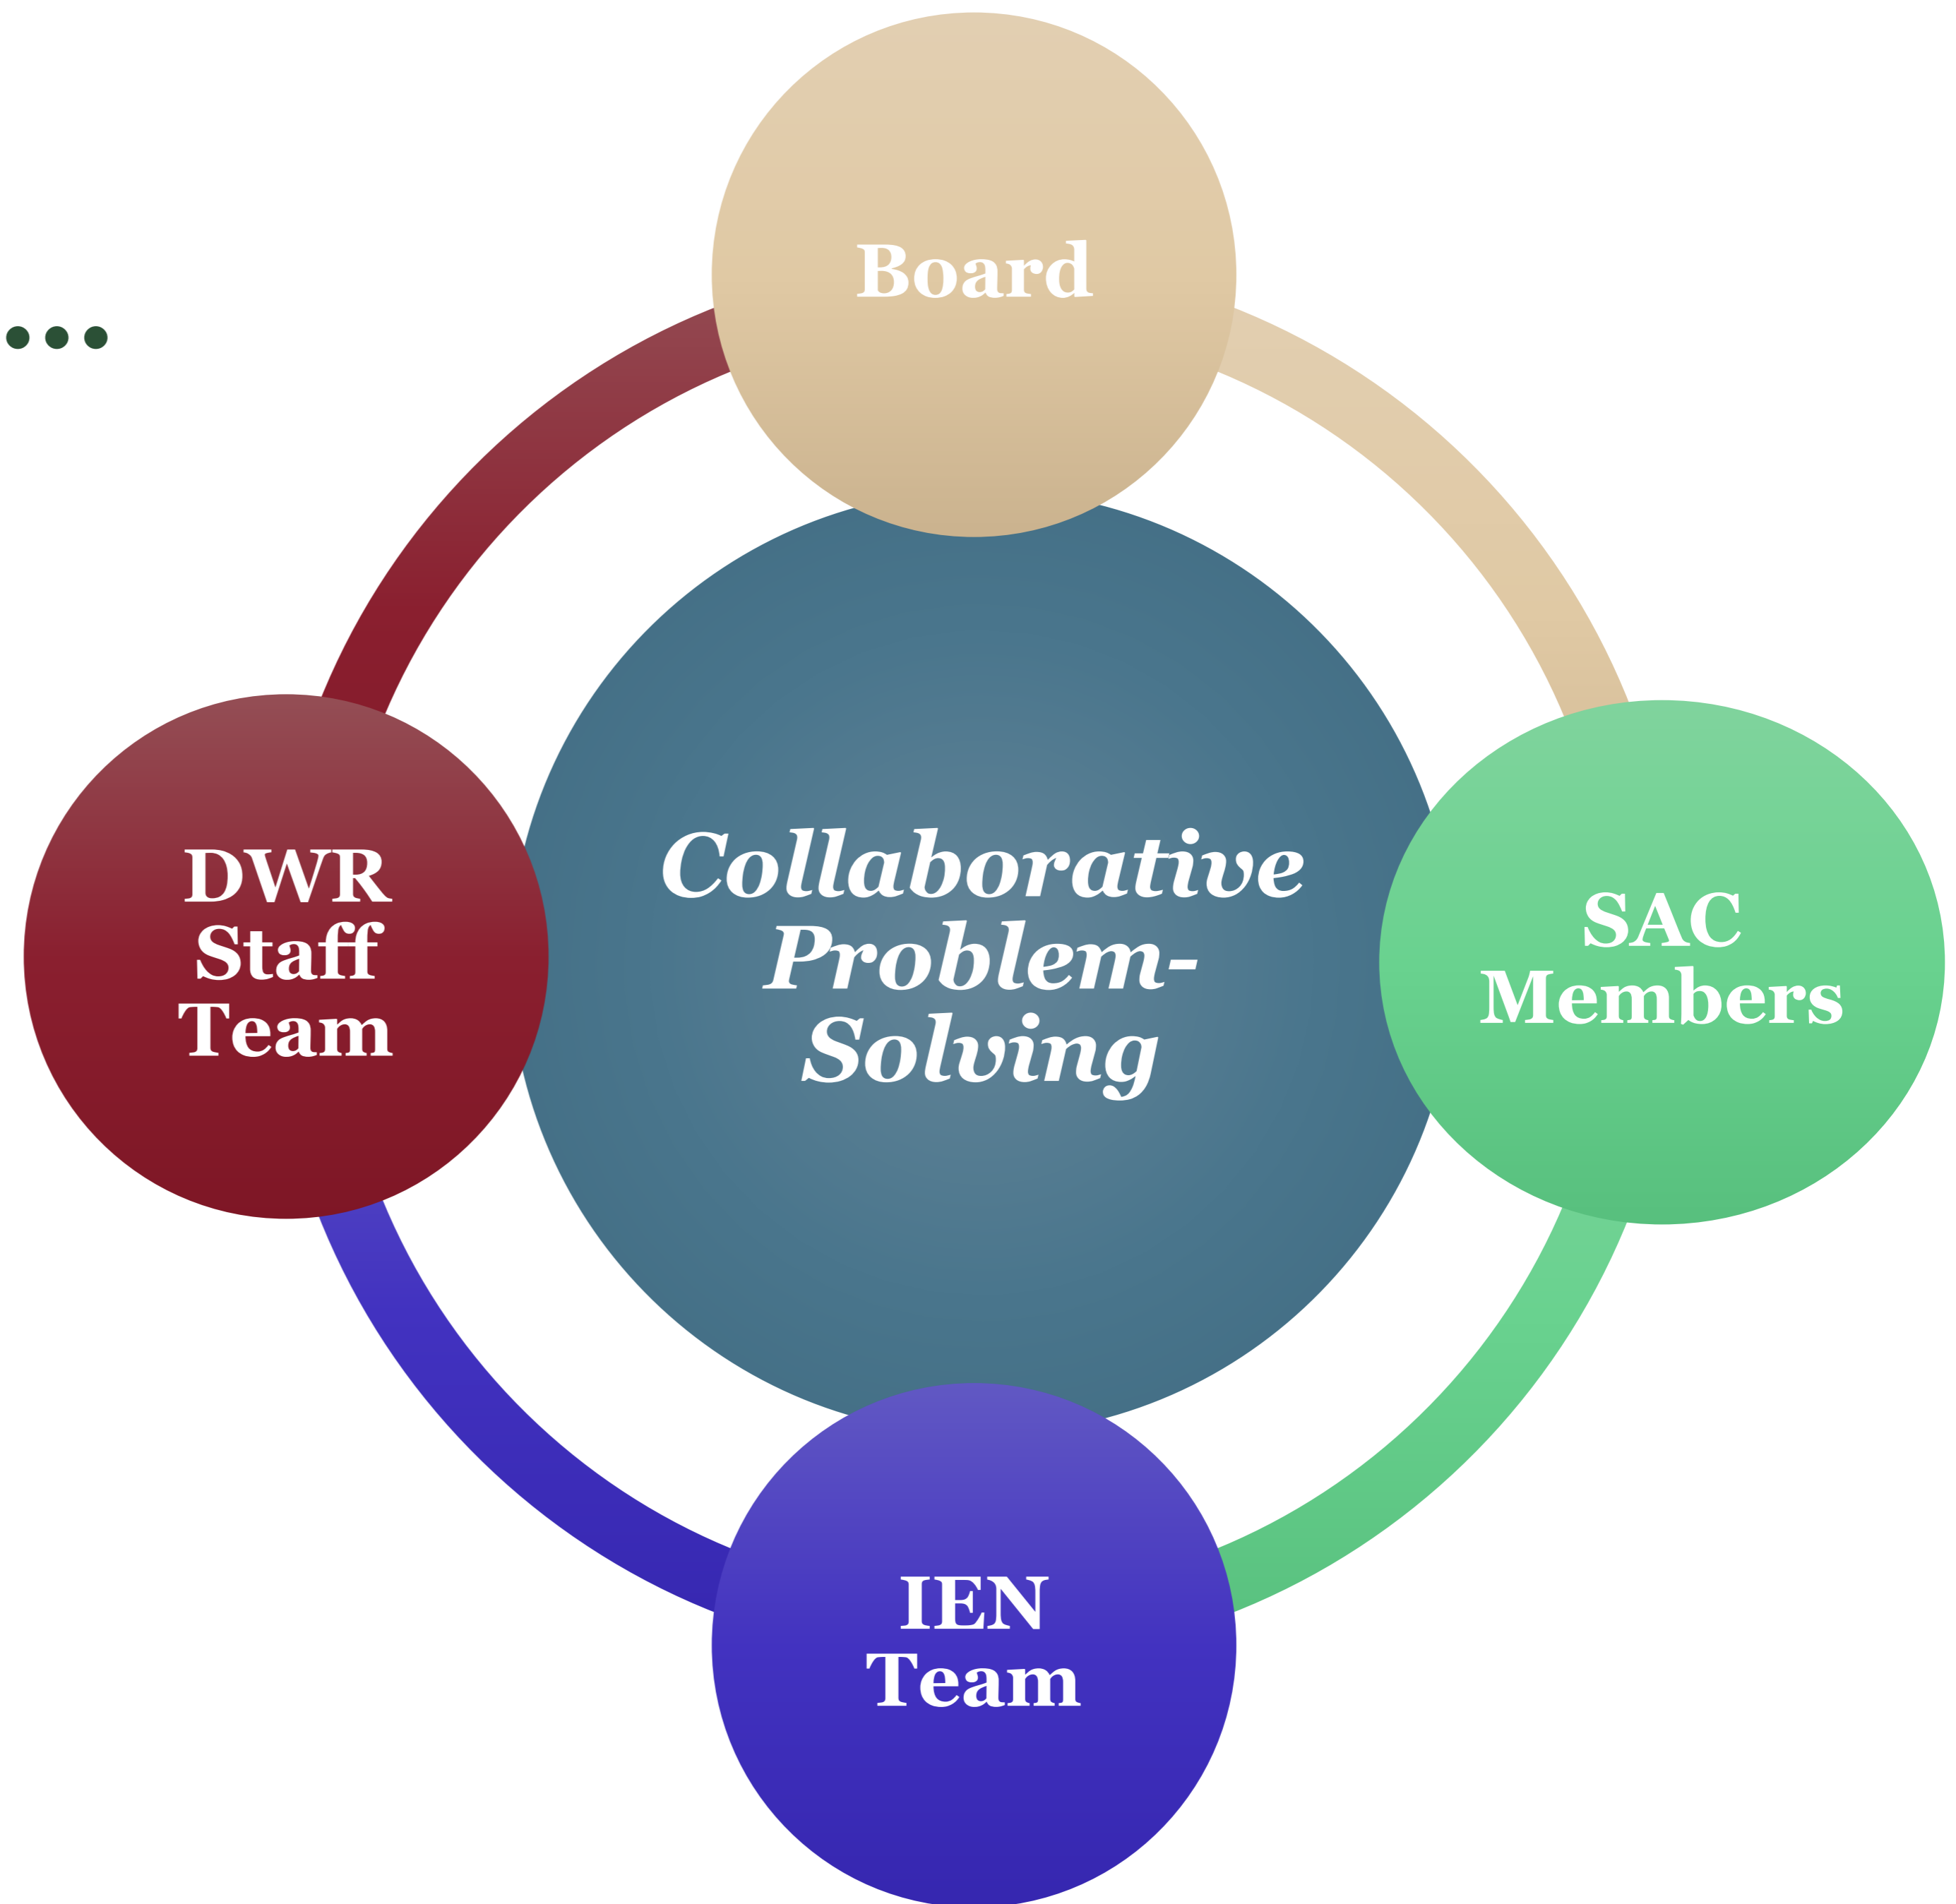 Board
Collaborative
Problem-
Solving
DWR
Staff
Team
SAC
Members
IEN
Team